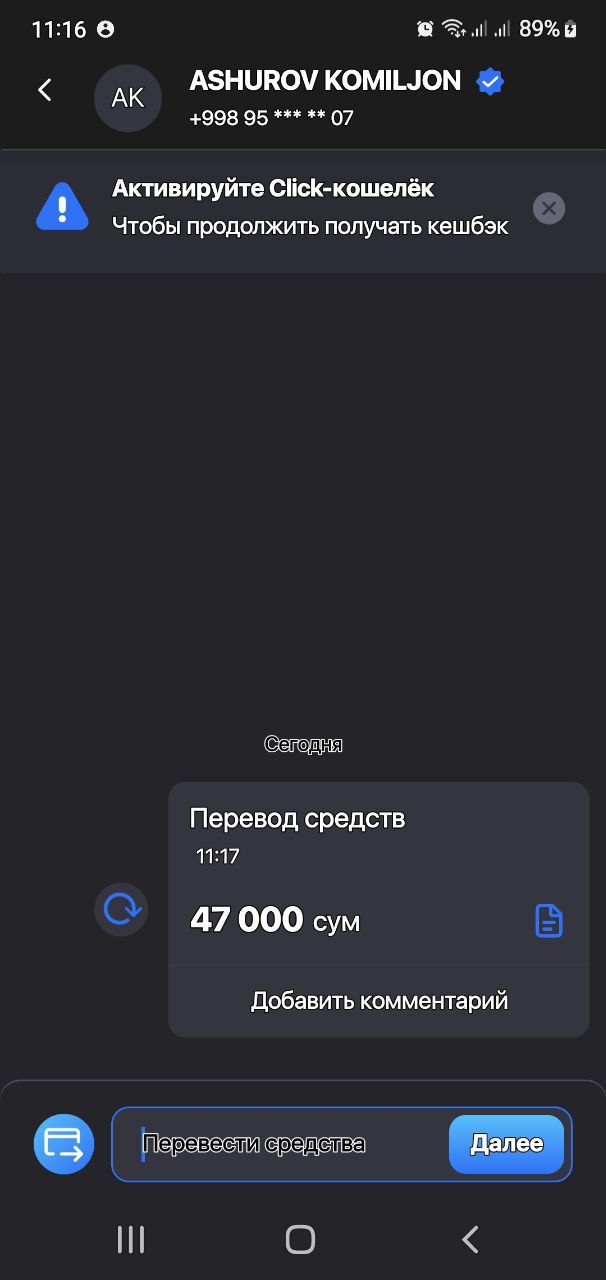 11:16 89%
AK
ASHUROV KOMILJON
+998 95 *** ** 07
Активируйте Click-кошелёк
Чтобы продолжить получать кешбэк
Сегодня
Перевод средств
11:17
47 000 сум
Добавить комментарий
Перевести средства
Далее